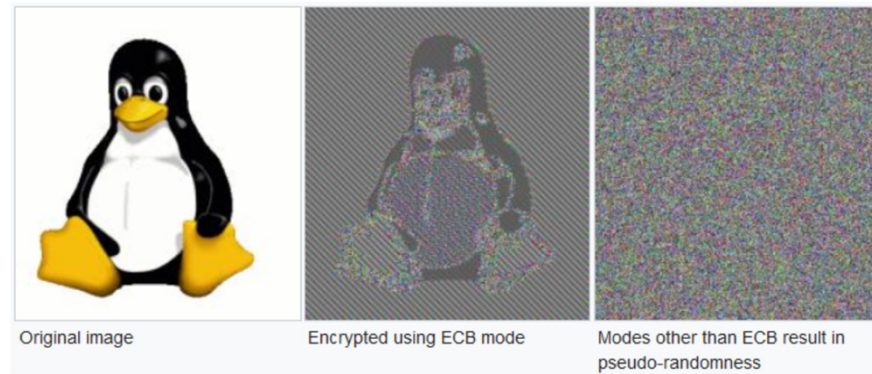 Original image
Encrypted using ECB mode
Modes other than ECB result in
pseudo-randomness